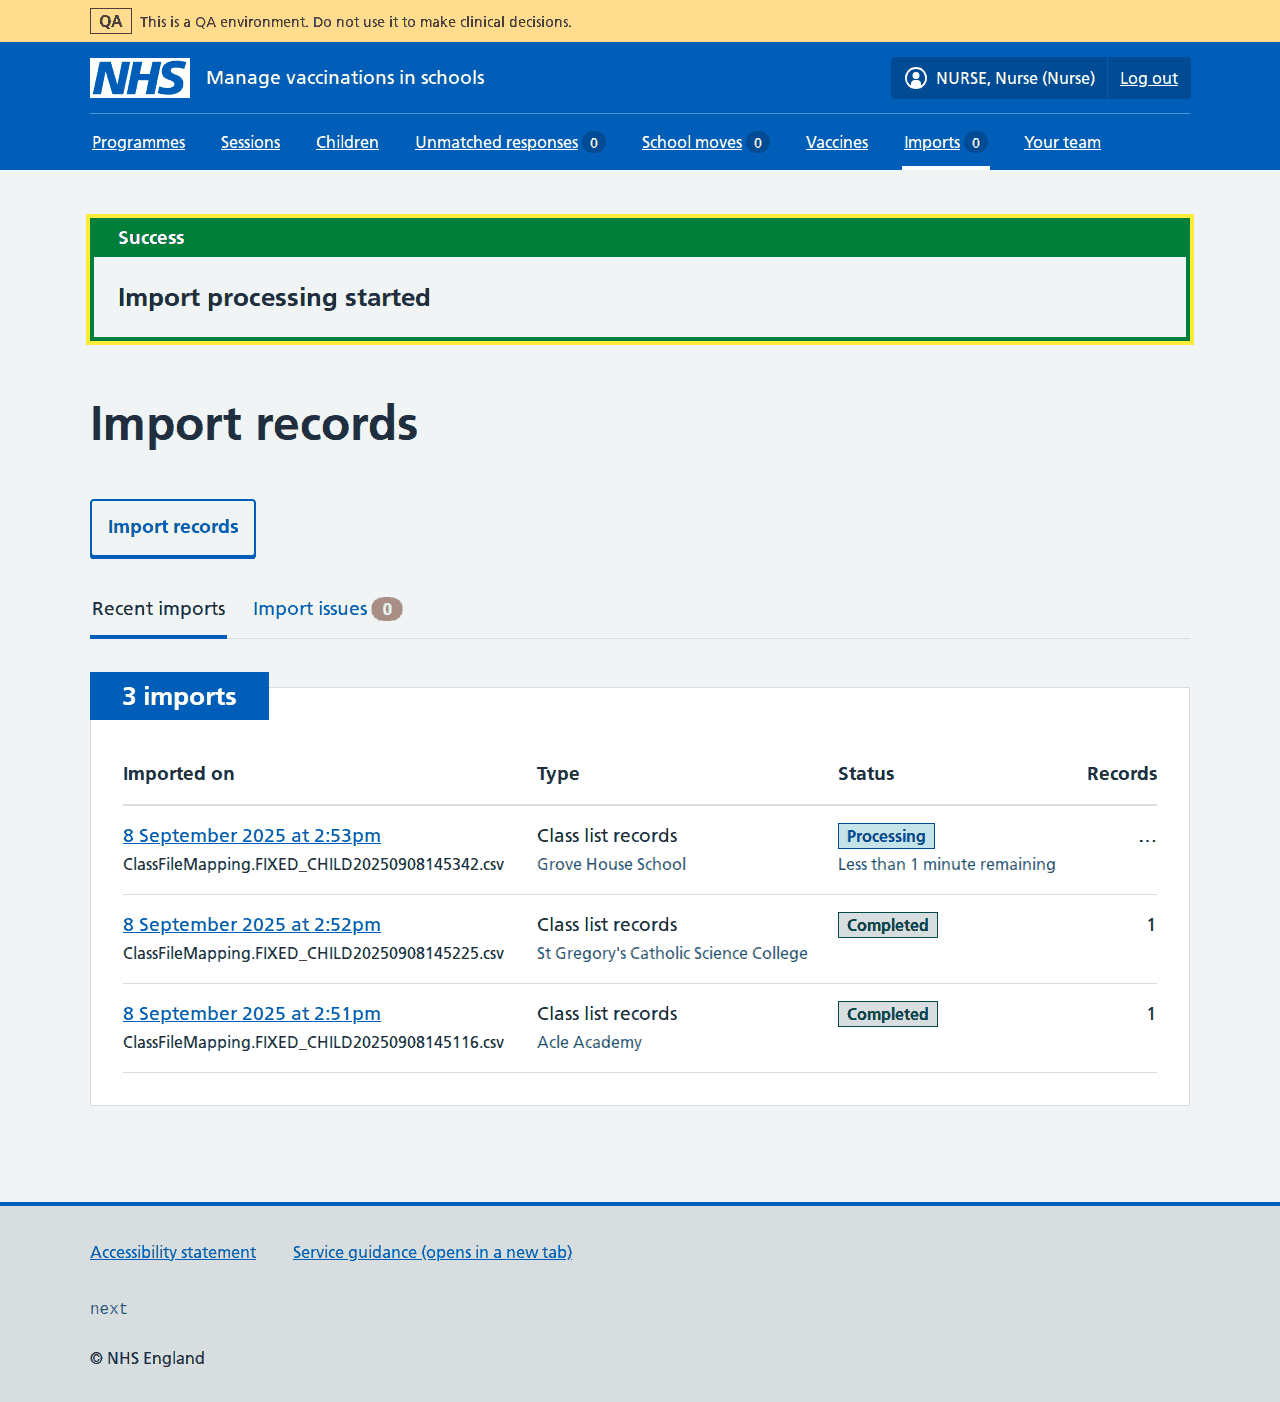 QA This is a QA environment. Do not use it to make clinical decisions.
NHS Manage vaccinations in schools NURSE, Nurse (Nurse) Log out
Programmes Sessions Children Unmatched responses 0 School moves 0 Vaccines Imports 0 Your team
Success
Import processing started
Import records
Import records
Recent imports Import issues 0
3 imports
Imported on Type Status Records
8 September 2025 at 2:53pm Class list records Processing ...
ClassFileMapping.FIXED_CHILD20250908145342.csv Grove House School Less than 1 minute remaining
8 September 2025 at 2:52pm Class list records Completed 1
ClassFileMapping.FIXED_CHILD20250908145225.csv St Gregory's Catholic Science College
8 September 2025 at 2:51pm Class list records Completed 1
ClassFileMapping.FIXED_CHILD20250908145116.csv Acle Academy
Accessibility statement Service guidance (opens in a new tab)
next
© NHS England